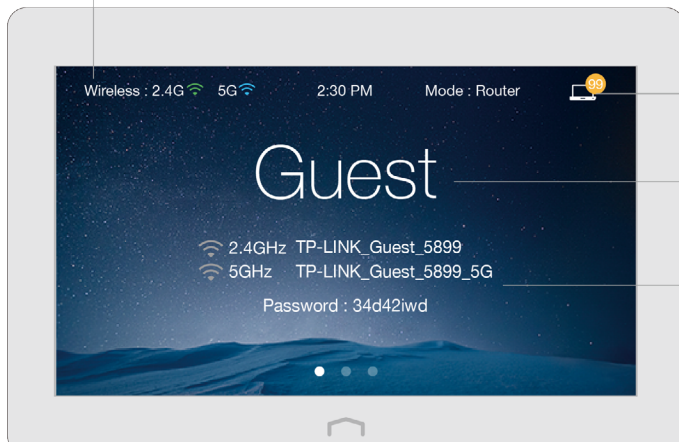 Wireless : 2.4G 5G 2:30 PM Mode : Router 99
Guest
2.4GHz TP-LINK_Guest_5899
5GHz TP-LINK_Guest_5899_5G
Password : 34d42iwd